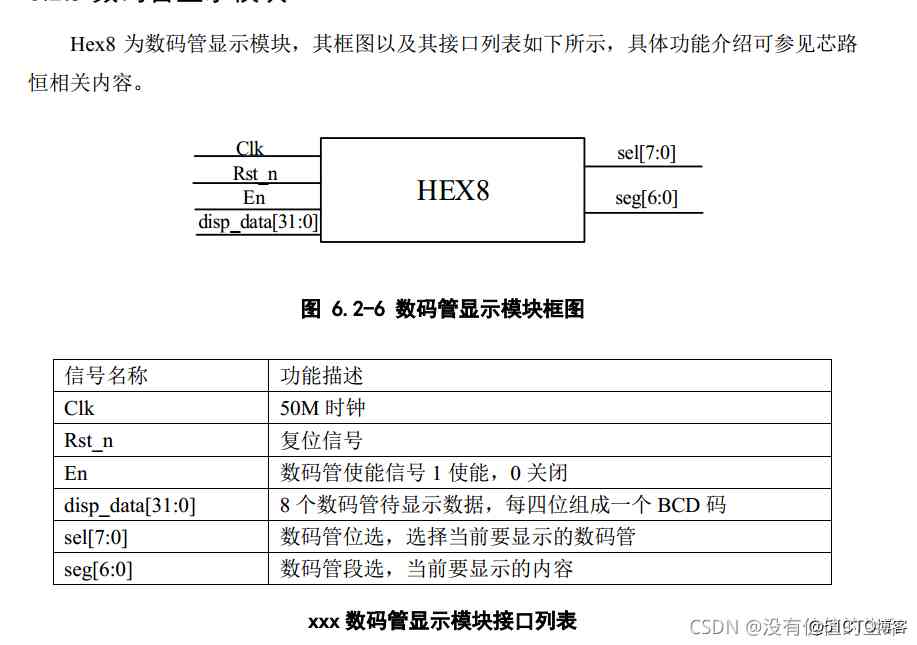 Hex8 为数码管显示模块，其框图以及其接口列表如下所示，具体功能介绍可参见芯路
恒相关内容。
Clk
Rst_n
En
disp_data[31:0]
HEX8
sel[7:0]
seg[6:0]
图 6.2-6 数码管显示模块框图
信号名称 功能描述
Clk 50M 时钟
Rst_n 复位信号
En 数码管使能信号 1 使能，0 关闭
disp_data[31:0] 8 个数码管待显示数据，每四位组成一个 BCD 码
sel[7:0] 数码管位选，选择当前要显示的数码管
seg[6:0] 数码管段选，当前要显示的内容
xxx 数码管显示模块接口列表
CSDN @没有
@51CTO博客